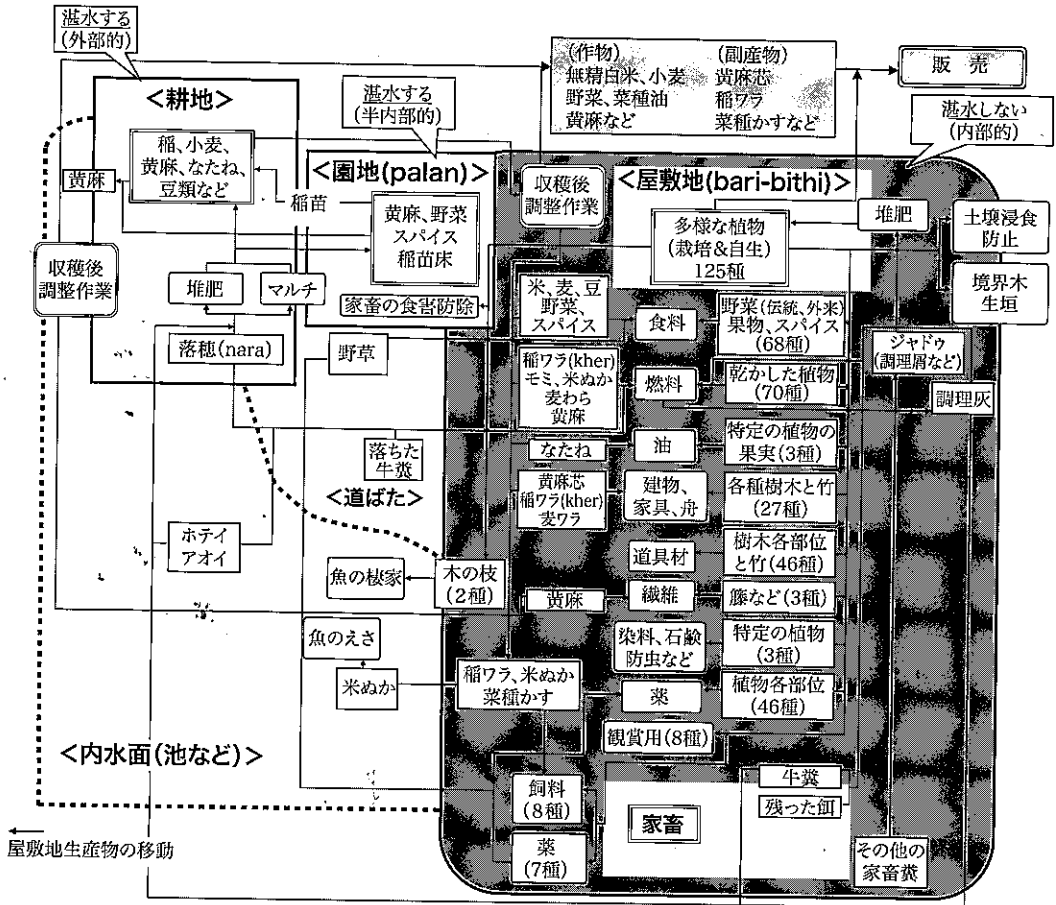 湛水する
(外部的)
(作物)
無精白米、小麦
野菜、菜種油
黄麻など
(副産物)
黄麻芯
稲ワラ
菜種かすなど
販 売
<耕地>
湛水する
(半内部的)
湛水しない
(内部的)
稲、小麦、
黄麻、なたね、
豆類など
黄麻
<園地(palan)>
収穫後
調整作業
<屋敷地(bari-bithi)>
稲苗
黄麻、野菜
スパイス
稲苗床
多様な植物
(栽培&自生)
125種
堆肥
土壌浸食
防止
収穫後
調整作業
堆肥
マルチ
境界木
生垣
家畜の食害防除
米、麦、豆
野菜、
スパイス
食料
野菜(伝統、外来)
果物、スパイス
(68種)
落穂(nara)
野草
ジャドゥ
(調理屑など)
稲ワラ(kher)
モミ、米ぬか
麦わら
黄麻
燃料
乾かした植物
(70種)
調理灰
落ちた
牛糞
なたね
油
特定の植物の
果実(3種)
<道ばた>
黄麻芯
稲ワラ(kher)
麦ワラ
建物、
家具、舟
各種樹木と竹
(27種)
ホテイ
アオイ
道具材
樹木各部位
と竹(46種)
魚の棲家
木の枝
(2種)
黄麻
繊維
籐など(3種)
魚のえさ
染料、石鹸
防虫など
特定の植物
(3種)
米ぬか
稲ワラ、米ぬか
菜種かす
薬
植物各部位
(46種)
観賞用(8種)
<内水面(池など)>
飼料
(8種)
家畜
牛糞
残った餌
屋敷地生産物の移動
薬
(7種)
その他の
家畜糞